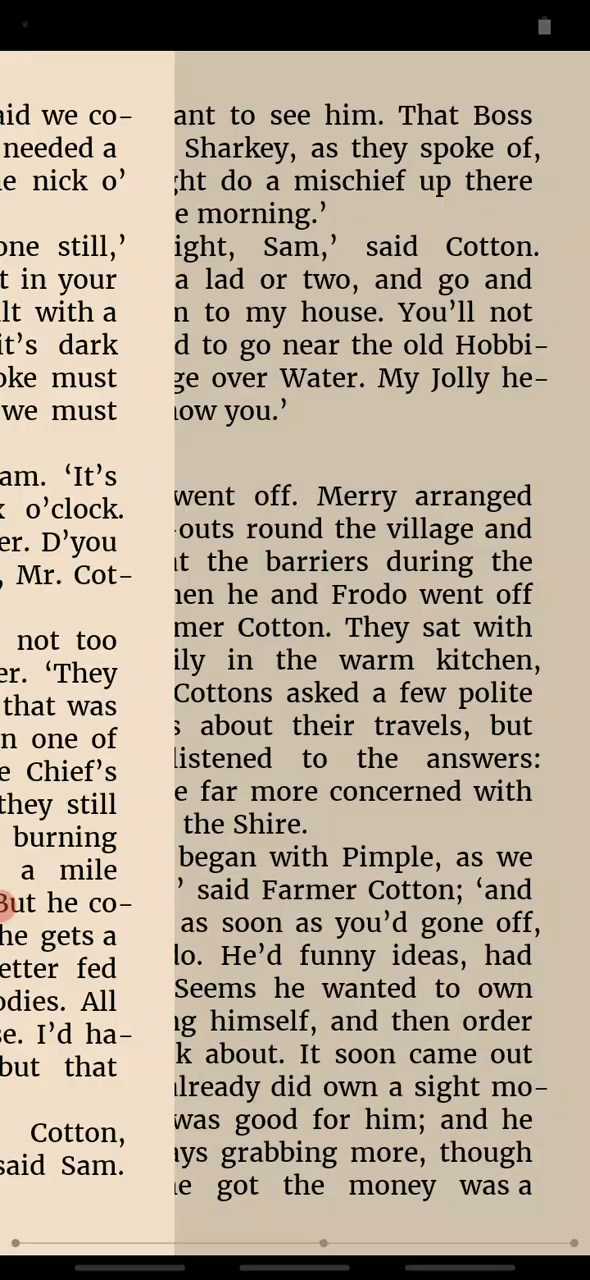 aid we co-
needed a
e nick o’
one still,’
t in your
lt with a
it’s dark
oke must
we must
am. ‘It’s
x o’clock.
er. D’you
, Mr. Cot-
not too
er. ‘They
that was
n one of
e Chief’s
they still
burning
a mile
But he co-
he gets a
etter fed
odies. All
se. I’d ha-
but that
Cotton,
said Sam.
ant to see him. That Boss
Sharkey, as they spoke of,
ght do a mischief up there
e morning.’
ight, Sam,’ said Cotton.
a lad or two, and go and
m to my house. You’ll not
d to go near the old Hobbi-
ge over Water. My Jolly he-
now you.’
went off. Merry arranged
-outs round the village and
at the barriers during the
hen he and Frodo went off
mer Cotton. They sat with
ily in the warm kitchen,
Cottons asked a few polite
s about their travels, but
listened to the answers:
e far more concerned with
the Shire.
began with Pimple, as we
’ said Farmer Cotton; ‘and
as soon as you’d gone off,
do. He’d funny ideas, had
Seems he wanted to own
ng himself, and then order
k about. It soon came out
already did own a sight mo-
was good for him; and he
ays grabbing more, though
he got the money was a